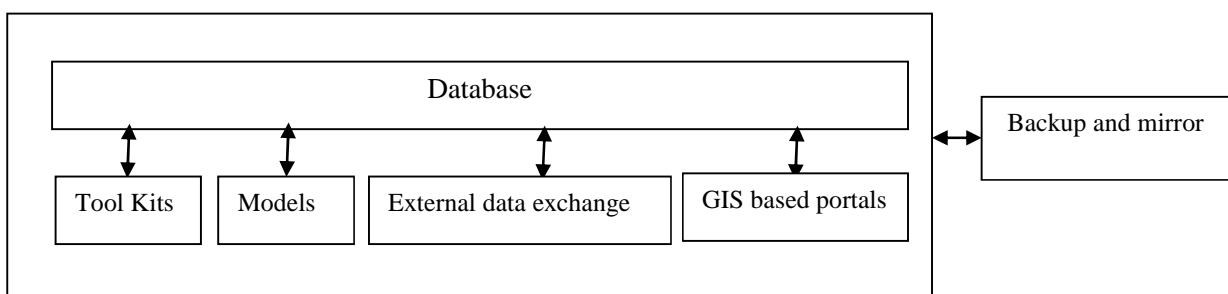 Database
Backup and mirror
Tool Kits
Models
External data exchange
GIS based portals